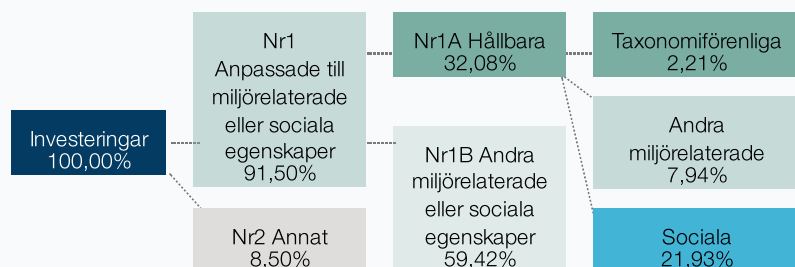 Investeringar
100,00%
Nr1
Anpassade till
miljörelaterade
eller sociala
egenskaper
91,50%
Nr2 Annat
8,50%
Nr1A Hållbara
32,08%
Nr1B Andra
miljörelaterade
eller sociala
egenskaper
59,42%
Taxonomiförenliga
2,21%
Andra
miljörelaterade
7,94%
Sociala
21,93%